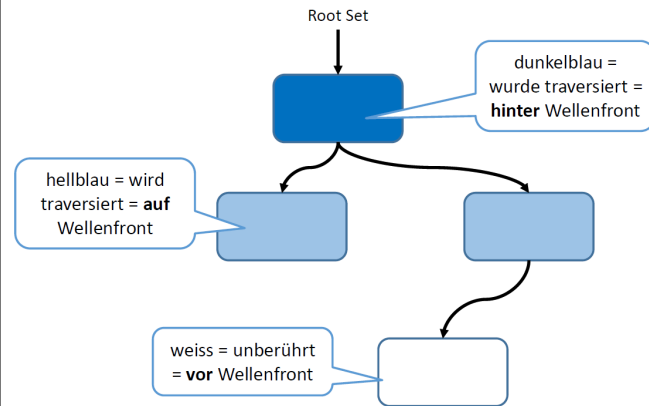 Root Set
dunkelblau =
wurde traversiert =
hinter Wellenfront
hellblau = wird
traversiert = auf
Wellenfront
weiss = unberührt
= vor Wellenfront